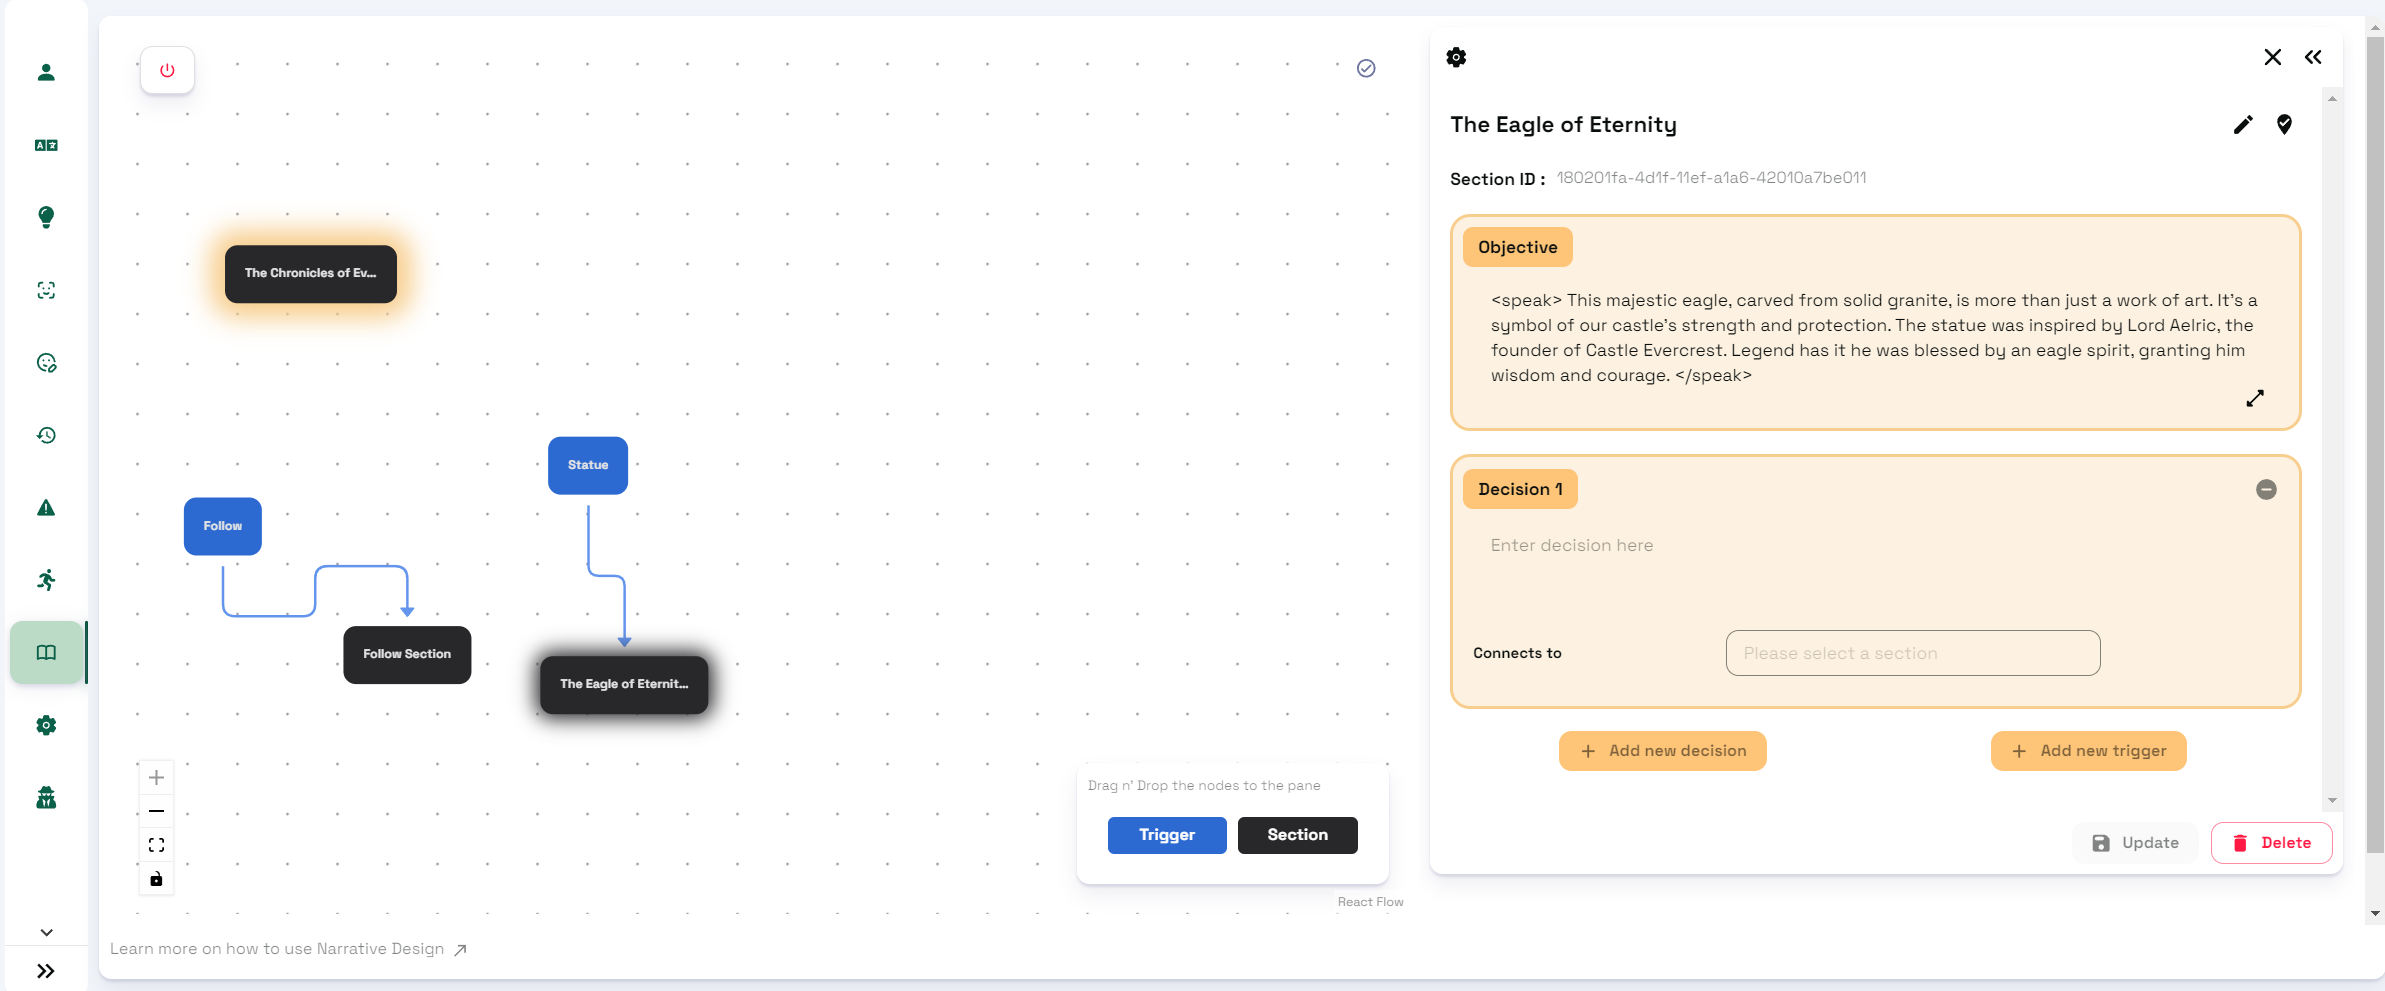 The Chronicles of Ev...
Statue
Follow
Follow Section
The Eagle of Eternit...
Drag n' Drop the nodes to the pane
Trigger
Section
React Flow
Learn more on how to use Narrative Design
The Eagle of Eternity
Section ID : 180201fa-4d1f-11ef-a1a6-42010a7be011
Objective
<speak> This majestic eagle, carved from solid granite, is more than just a work of art. It's a
symbol of our castle's strength and protection. The statue was inspired by Lord Aelric, the
founder of Castle Evercrest. Legend has it he was blessed by an eagle spirit, granting him
wisdom and courage. </speak>
Decision 1
Enter decision here
Connects to
Please select a section
Add new decision
Add new trigger
Update
Delete